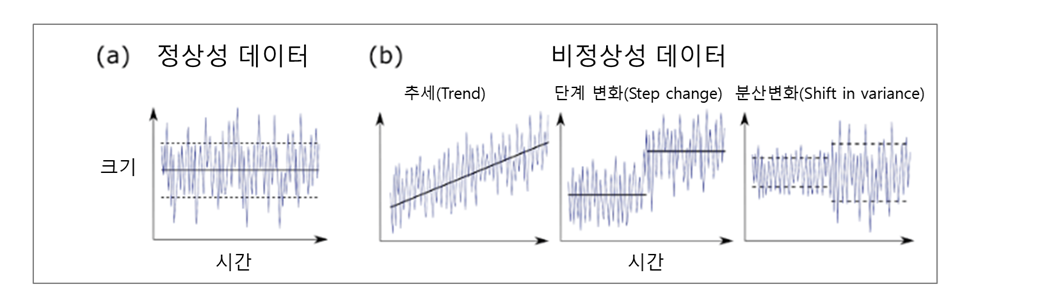 (a) 정상성 데이터
(b) 비정상성 데이터
추세(Trend) 단계 변화(Step change) 분산변화(Shift in variance)
크기
시간 시간